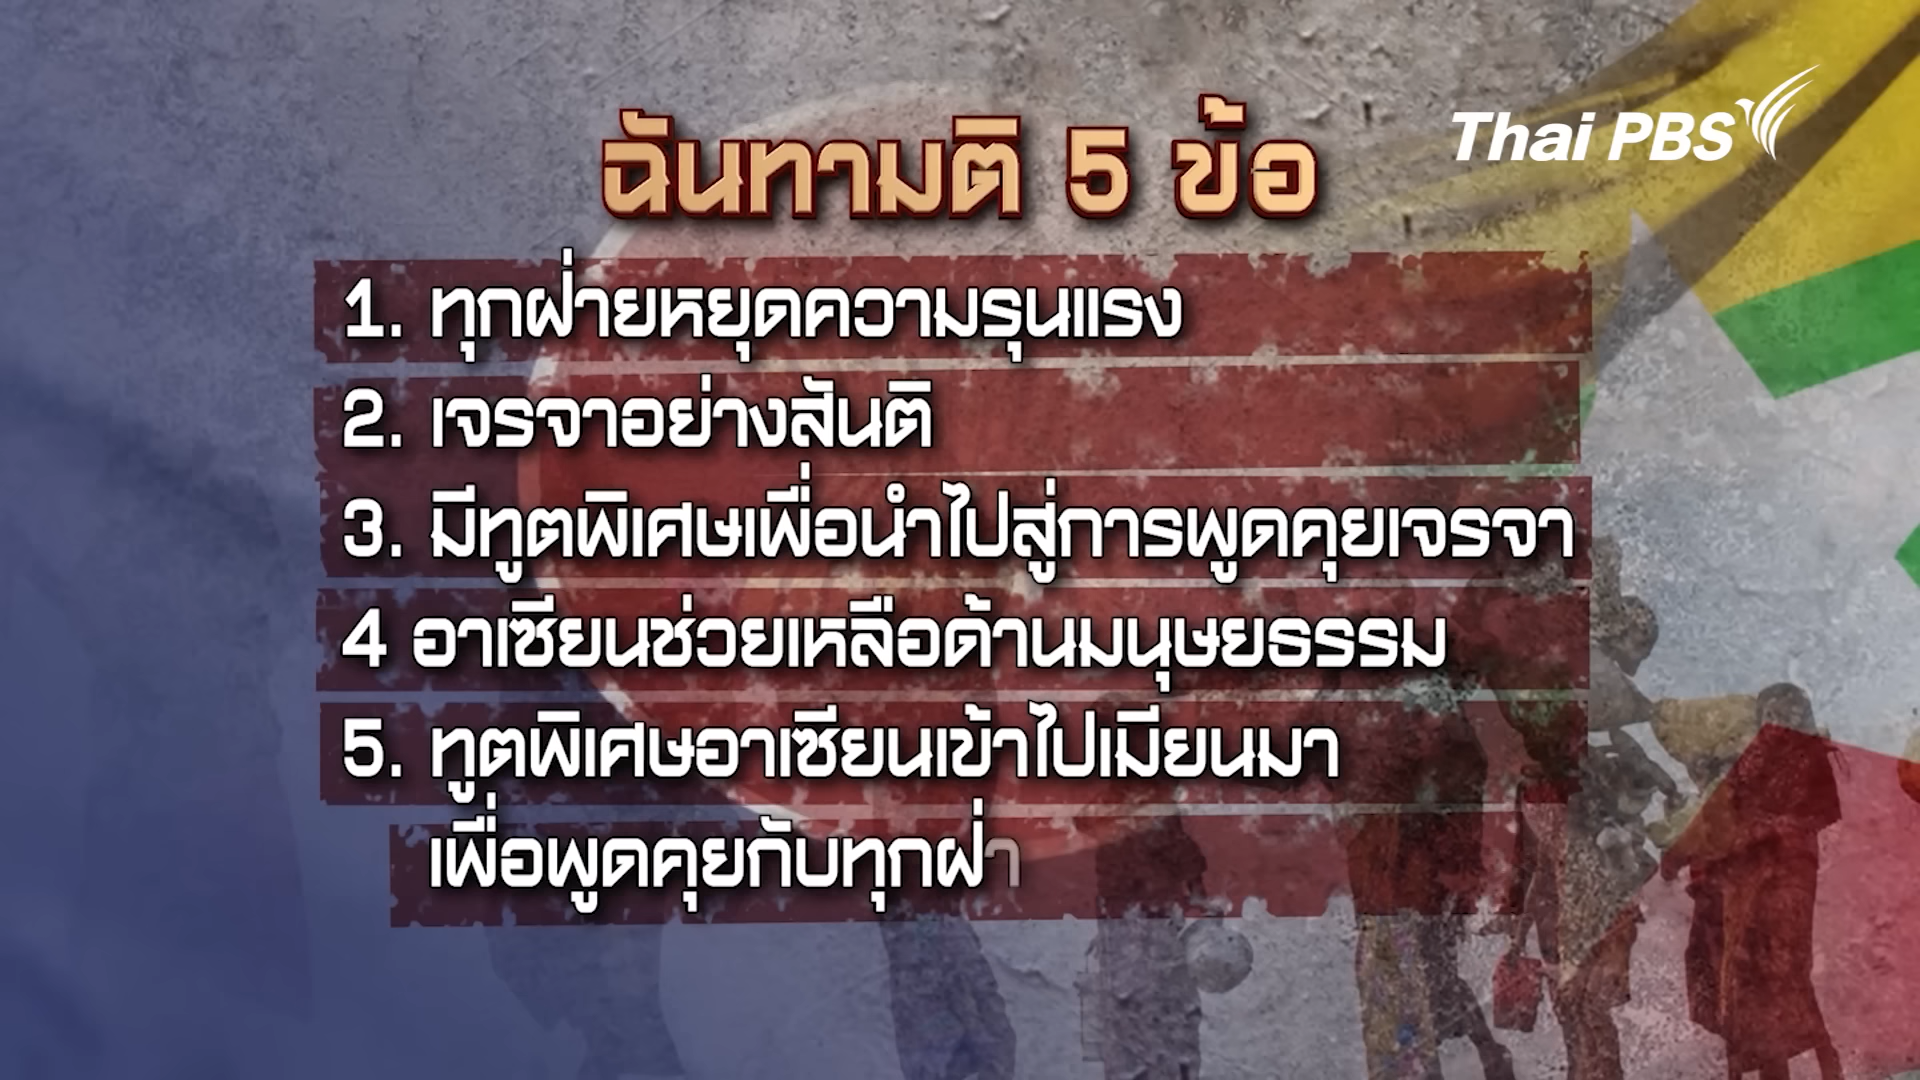 Thai PBS
ฉันทามติ 5 ข้อ
1. ทุกฝ่ายหยุดความรุนแรง
2. เจรจาอย่างสันติ
3. มีทูตพิเศษเพื่อนำไปสู่การพูดคุยเจรจา
4 อาเซียนช่วยเหลือด้านมนุษยธรรม
5. ทูตพิเศษอาเซียนเข้าไปเมียนมา
เพื่อพูดคุยกับทุกฝ่า